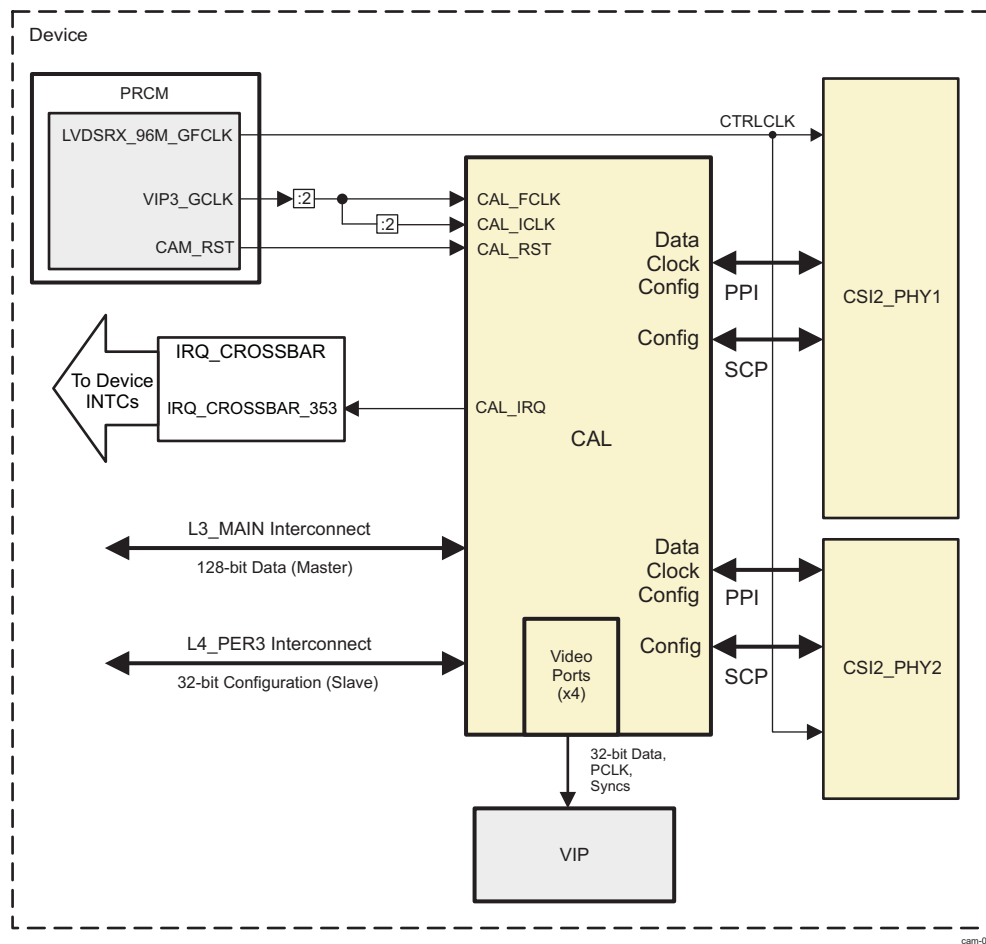 Device
PRCM
LVDSRX_96M_GFCLK
VIP3_GCLK
CAM_RST
:2
:2
CTRLCLK
CAL_FCLK
CAL_ICLK
CAL_RST
Data
Clock
Config
PPI
Config
SCP
CSI2_PHY1
IRQ_CROSSBAR
To Device
INTCs
IRQ_CROSSBAR_353
CAL_IRQ
CAL
L3_MAIN Interconnect
128-bit Data (Master)
Data
Clock
Config
PPI
L4_PER3 Interconnect
32-bit Configuration (Slave)
Video
Ports
(x4)
Config
SCP
CSI2_PHY2
32-bit Data,
PCLK,
Syncs
VIP